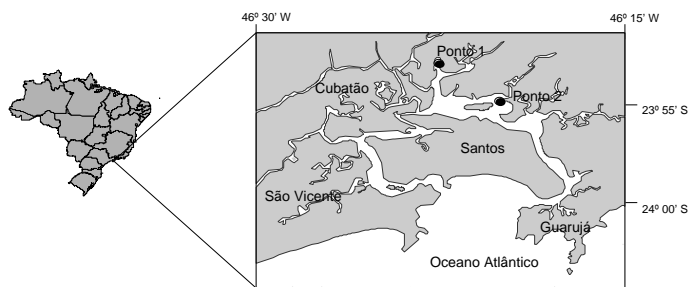 46º 30' W
46º 15' W
Ponto 1
Cubatão
Ponto 2
23º 55' S
Santos
São Vicente
24º 00' S
Guarujá
Oceano Atlântico